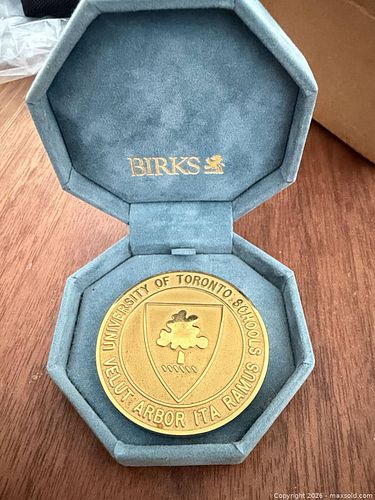 BIRKS
UNIVERSITY OF TORONTO SCHOOLS
VELUT ARBOR ITA RAMUS
Copyright 2026 - maxsold.com